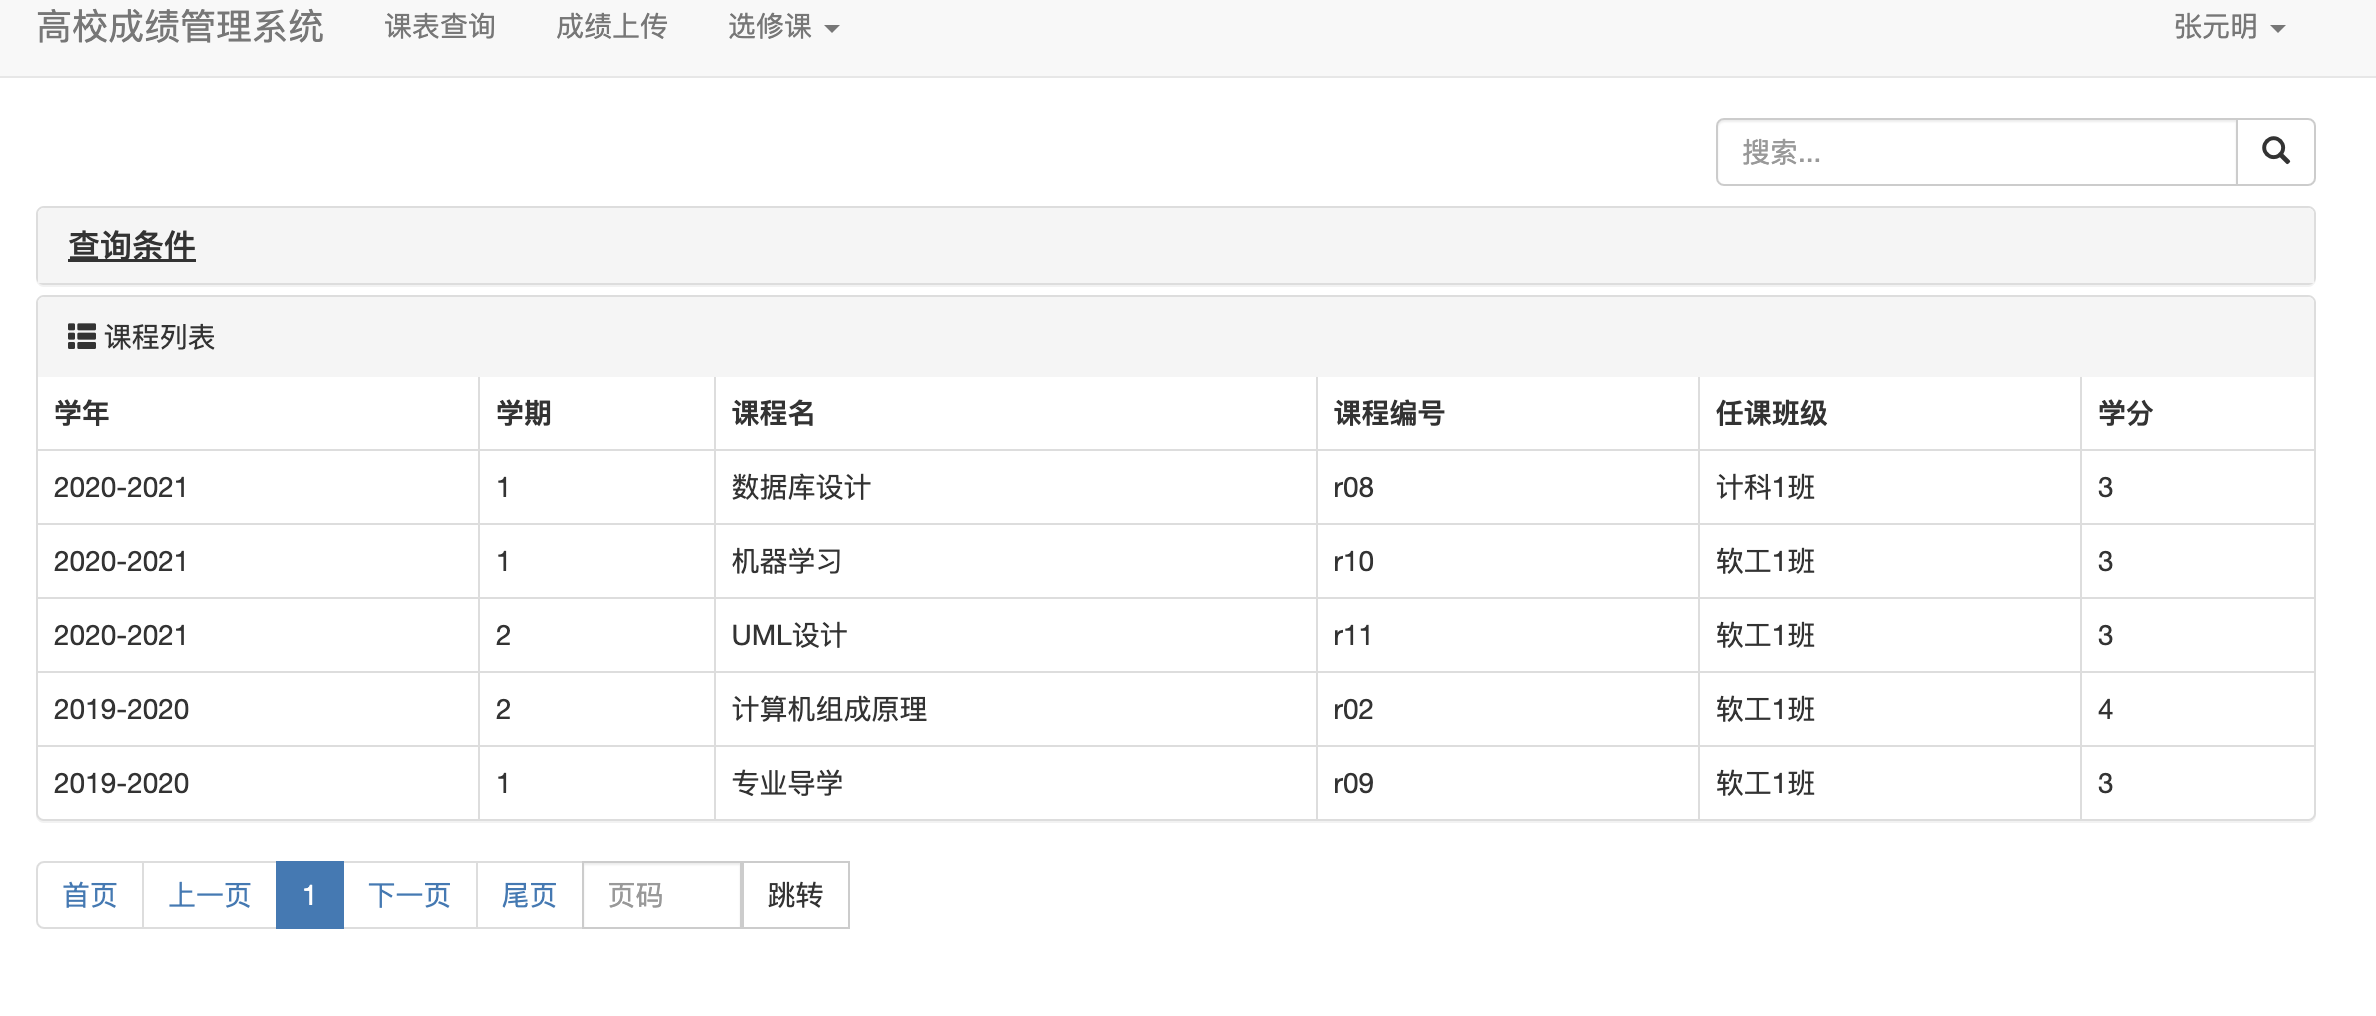 高校成绩管理系统 课表查询 成绩上传 选修课 张元明
搜索...
查询条件
课程列表
学年 学期 课程名 课程编号 任课班级 学分
2020-2021 1 数据库设计 r08 计科1班 3
2020-2021 1 机器学习 r10 软工1班 3
2020-2021 2 UML设计 r11 软工1班 3
2019-2020 2 计算机组成原理 r02 软工1班 4
2019-2020 1 专业导学 r09 软工1班 3
首页 上一页 1 下一页 尾页 页码 跳转